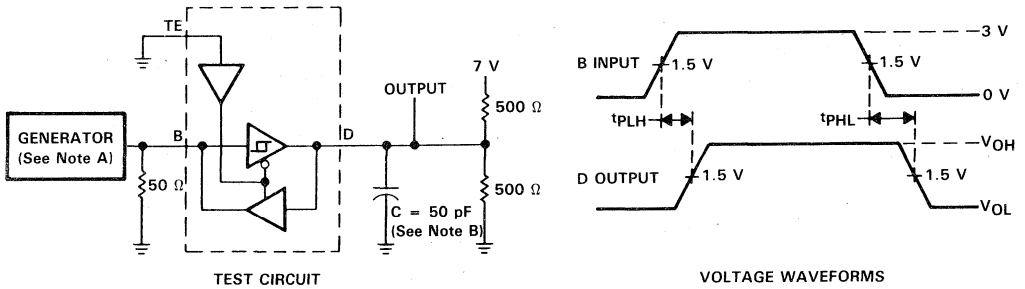 TE
GENERATOR
(See Note A)
B
50 Ω
D
OUTPUT
7 V
500 Ω
500 Ω
C = 50 pF
(See Note B)
TEST CIRCUIT
B INPUT
1.5 V
1.5 V
3 V
0 V
tPLH
tPHL
D OUTPUT
1.5 V
1.5 V
VOH
VOL
VOLTAGE WAVEFORMS